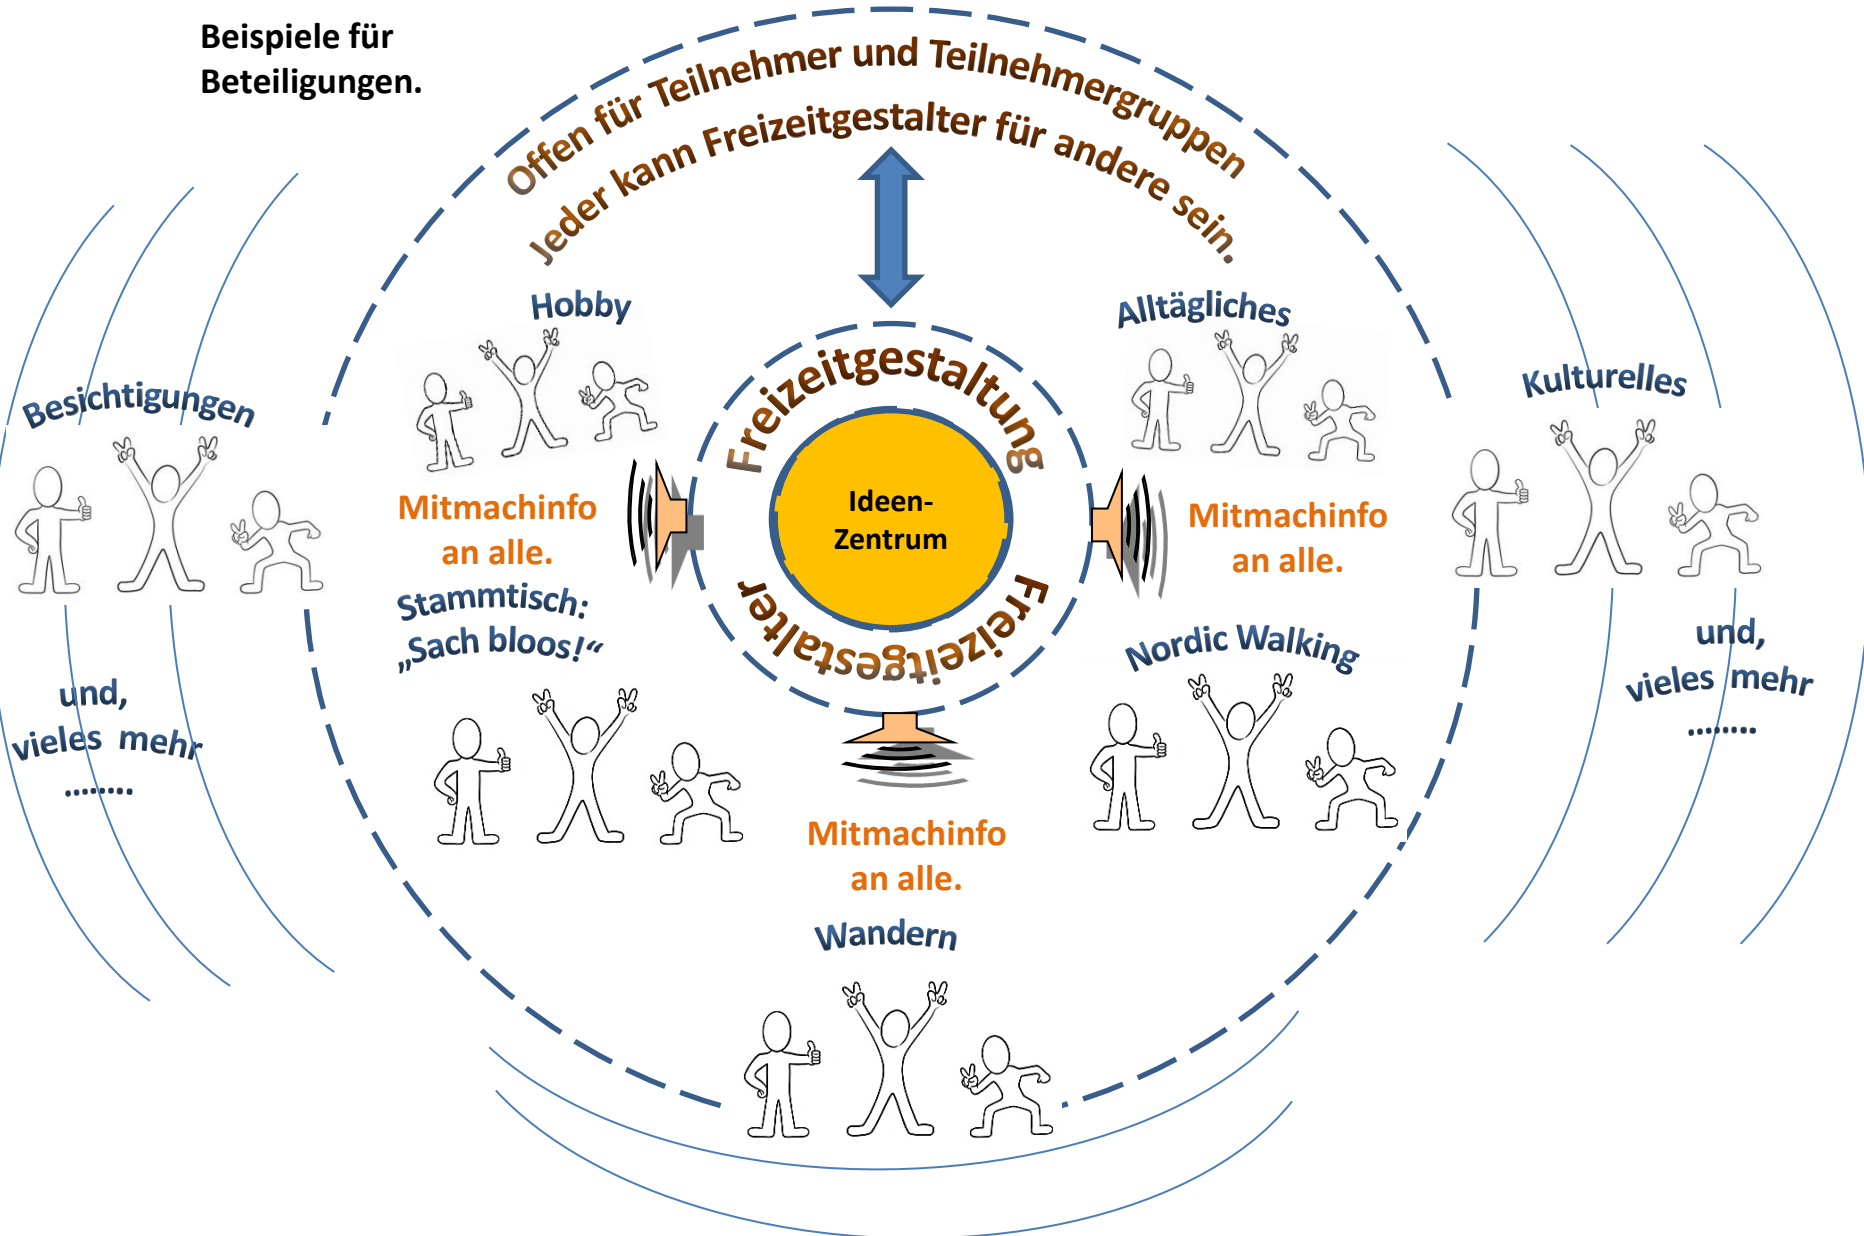 Beispiele für
Beteiligungen.
Offen für Teilnehmer und Teilnehmergruppen
Jeder kann Freizeitgestalter für andere sein.
Hobby
Alltägliches
Besichtigungen
Kulturelles
Freizeitgestaltung
Ideen-
Zentrum
Freizeitgestalter
Mitmachinfo
an alle.
Mitmachinfo
an alle.
Stammtisch:
„Sach bloos!“
Nordic Walking
und,
vieles mehr
........
und,
vieles mehr
........
Mitmachinfo
an alle.
Wandern